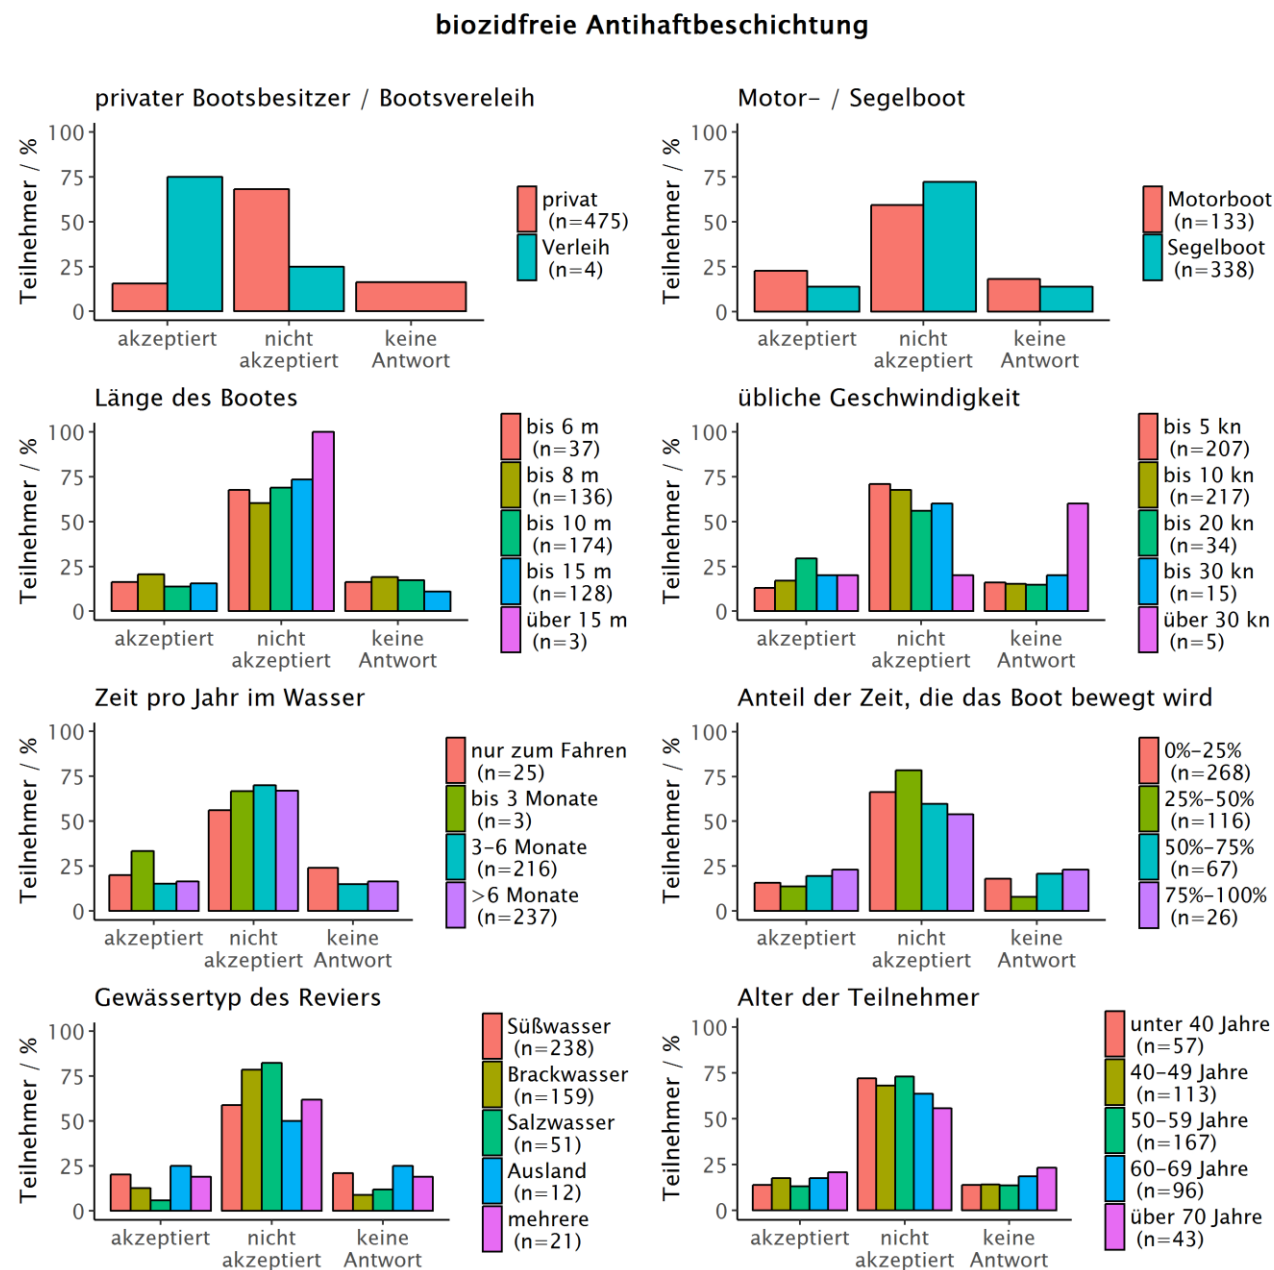 biozidfreie Antihaftbeschichtung
privater Bootsbesitzer / Bootsvereleih
Teilnehmer / %
100
75
50
25
0
akzeptiert
nicht
akzeptiert
keine
Antwort
privat
(n=475)
Verleih
(n=4)
Motor- / Segelboot
Teilnehmer / %
100
75
50
25
0
akzeptiert
nicht
akzeptiert
keine
Antwort
Motorboot
(n=133)
Segelboot
(n=338)
Länge des Bootes
Teilnehmer / %
100
75
50
25
0
akzeptiert
nicht
akzeptiert
keine
Antwort
bis 6 m
(n=37)
bis 8 m
(n=136)
bis 10 m
(n=174)
bis 15 m
(n=128)
über 15 m
(n=3)
übliche Geschwindigkeit
Teilnehmer / %
100
75
50
25
0
akzeptiert
nicht
akzeptiert
keine
Antwort
bis 5 kn
(n=207)
bis 10 kn
(n=217)
bis 20 kn
(n=34)
bis 30 kn
(n=15)
über 30 kn
(n=5)
Zeit pro Jahr im Wasser
Teilnehmer / %
100
75
50
25
0
akzeptiert
nicht
akzeptiert
keine
Antwort
nur zum Fahren
(n=25)
bis 3 Monate
(n=3)
3-6 Monate
(n=216)
>6 Monate
(n=237)
Anteil der Zeit, die das Boot bewegt wird
Teilnehmer / %
100
75
50
25
0
akzeptiert
nicht
akzeptiert
keine
Antwort
0%-25%
(n=268)
25%-50%
(n=116)
50%-75%
(n=67)
75%-100%
(n=26)
Gewässertyp des Reviers
Teilnehmer / %
100
75
50
25
0
akzeptiert
nicht
akzeptiert
keine
Antwort
Süßwasser
(n=238)
Brackwasser
(n=159)
Salzwasser
(n=51)
Ausland
(n=12)
mehrere
(n=21)
Alter der Teilnehmer
Teilnehmer / %
100
75
50
25
0
akzeptiert
nicht
akzeptiert
keine
Antwort
unter 40 Jahre
(n=57)
40-49 Jahre
(n=113)
50-59 Jahre
(n=167)
60-69 Jahre
(n=96)
über 70 Jahre
(n=43)